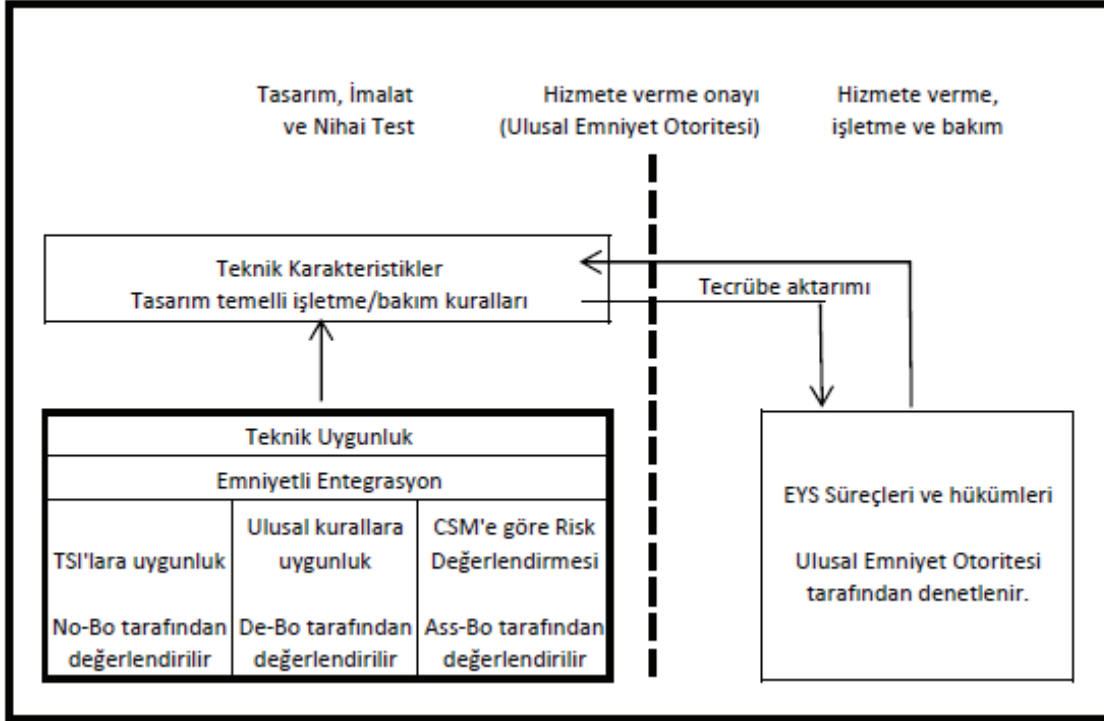 Tasarım, İmalat
ve Nihai Test
Hizmete verme onayı
(Ulusal Emniyet Otoritesi)
Hizmete verme,
işletme ve bakım
Teknik Karakteristikler
Tasarım temelli işletme/bakım kuralları
Tecrübe aktarımı
Teknik Uygunluk
Emniyetli Entegrasyon
TSI'lara uygunluk
No-Bo tarafından
değerlendirilir
Ulusal kurallara
uygunluk
De-Bo tarafından
değerlendirilir
CSM'e göre Risk
Değerlendirmesi
Ass-Bo tarafından
değerlendirilir
EYS Süreçleri ve hükümleri
Ulusal Emniyet Otoritesi
tarafından denetlenir.